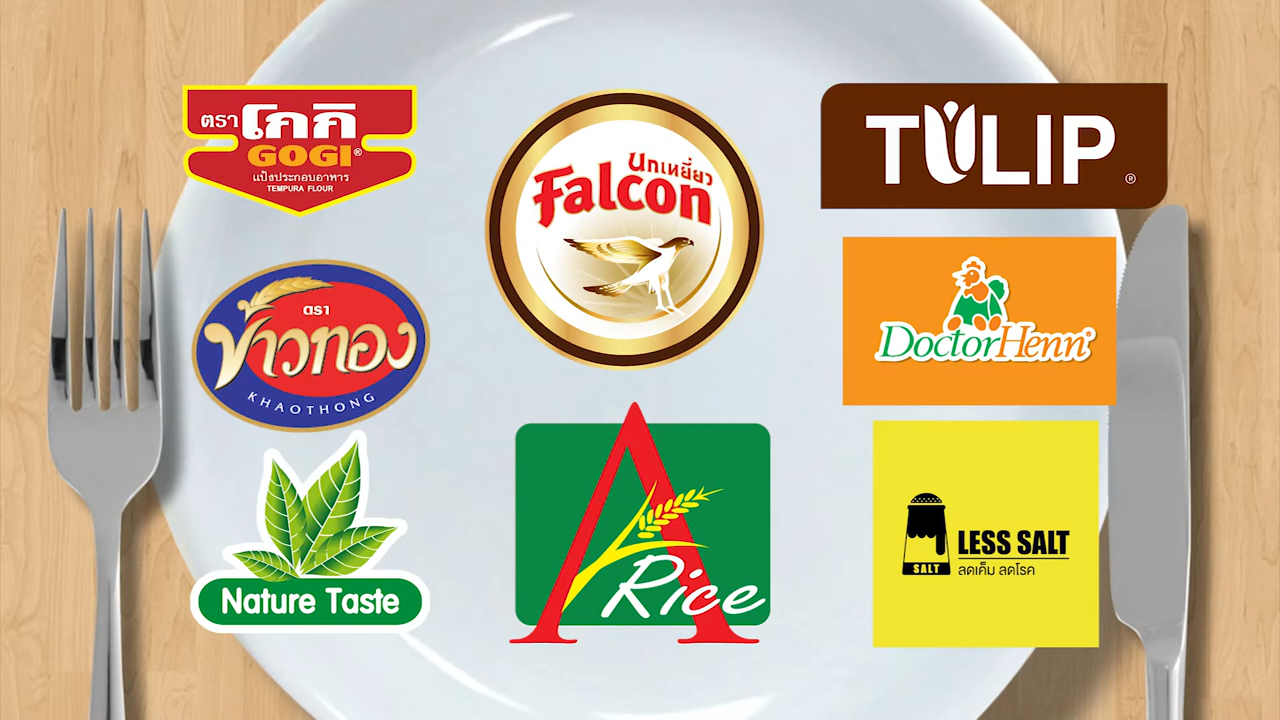 ตรา โกกิ
GOGI®
แป้งประกอบอาหาร
TEMPURA FLOUR
นกเหยี่ยว
Falcon
TULIP ®
ตรา
ข้าวทอง
KHAOTHONG
DoctorHenn®
Nature Taste
A Rice
SALT
LESS SALT
ลดเค็ม ลดโรค